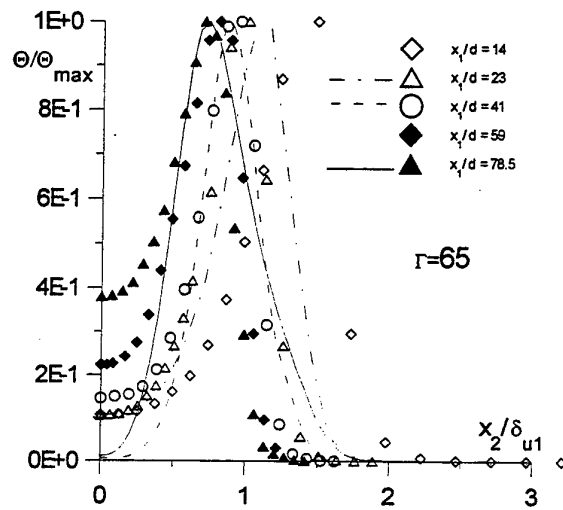 1E+0
Θ/Θmax
8E-1
6E-1
4E-1
2E-1
0E+0
0
1
2
3
x2/δu1
x1/d = 14
x1/d = 23
x1/d = 41
x1/d = 59
x1/d = 78.5
Γ=65